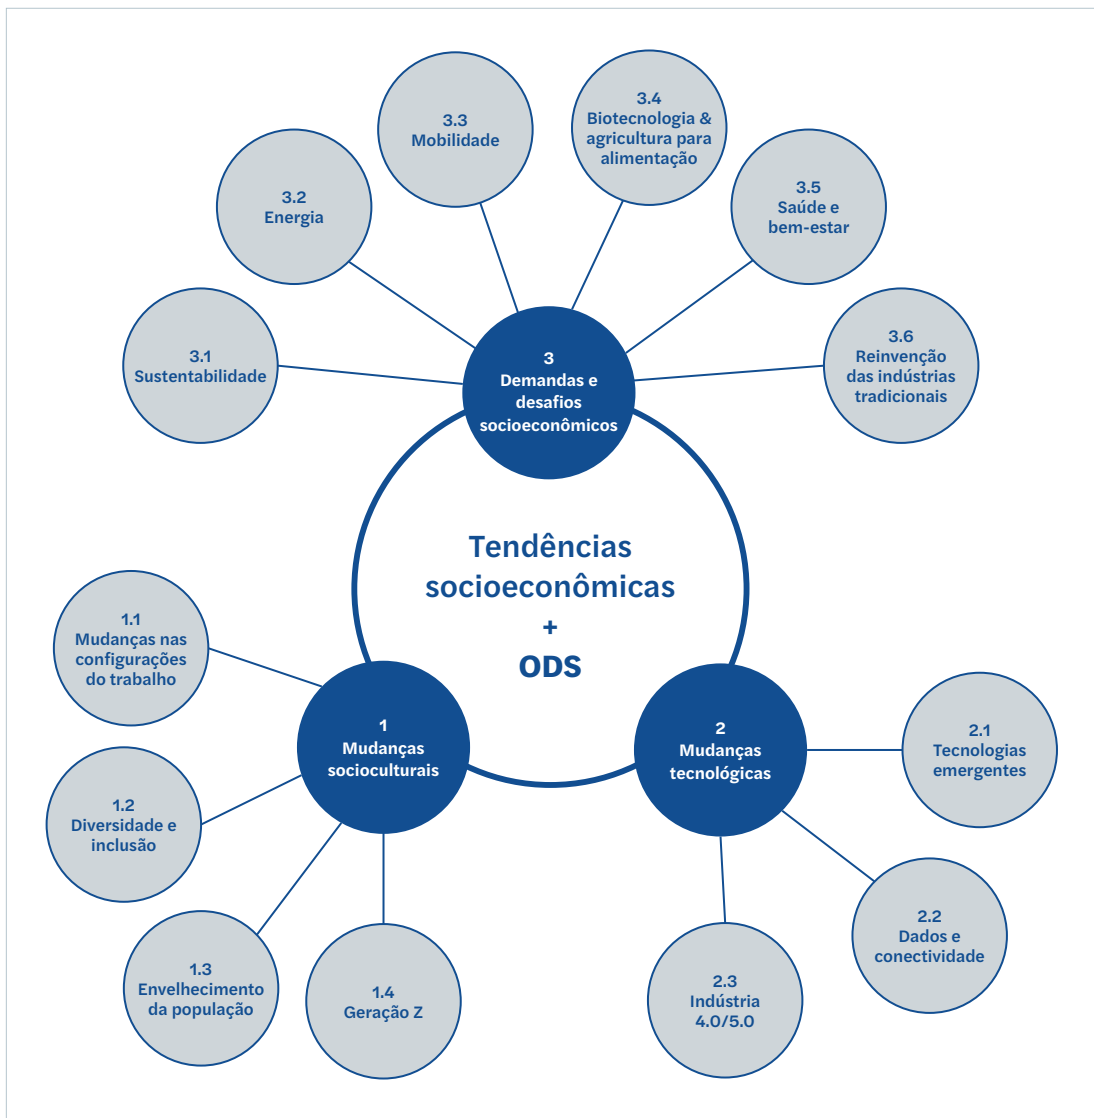 3.4
Biotecnologia &
agricultura para
alimentação
3.3
Mobilidade
3.5
Saúde e
bem-estar
3.2
Energia
3.6
Reinvenção
das indústrias
tradicionais
3.1
Sustentabilidade
3
Demandas e
desafios
socioeconômicos
Tendências
socioeconômicas
+
ODS
1.1
Mudanças nas
configurações
do trabalho
1
Mudanças
socioculturais
2
Mudanças
tecnológicas
2.1
Tecnologias
emergentes
1.2
Diversidade e
inclusão
2.2
Dados e
conectividade
1.3
Envelhecimento
da população
1.4
Geração Z
2.3
Indústria
4.0/5.0